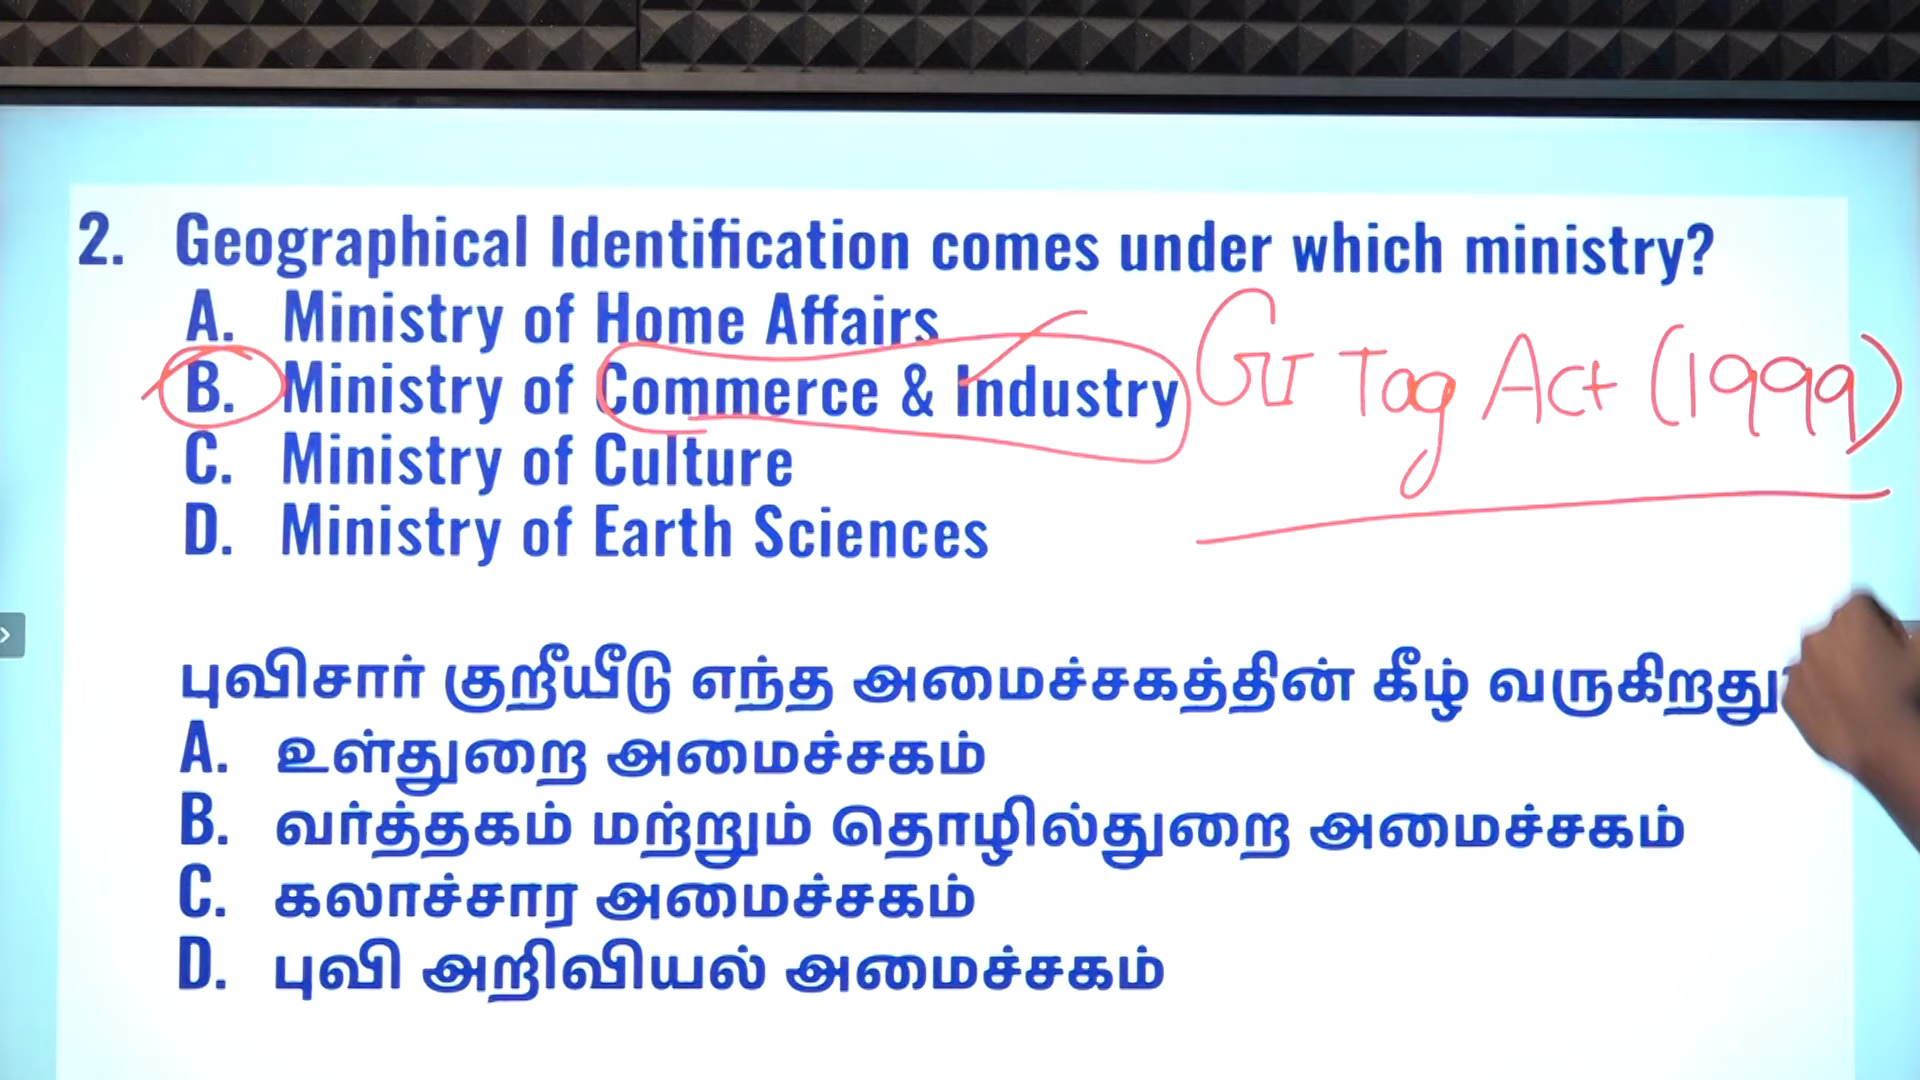 2. Geographical Identification comes under which ministry?
A. Ministry of Home Affairs
B. Ministry of Commerce & Industry
GI Tag Act (1999)
C. Ministry of Culture
D. Ministry of Earth Sciences
புவிசார் குறீயீடு எந்த அமைச்சகத்தின் கீழ் வருகிறது
A. உள்துறை அமைச்சகம்
B. வர்த்தகம் மற்றும் தொழில்துறை அமைச்சகம்
C. கலாச்சார அமைச்சகம்
D. புவி அறிவியல் அமைச்சகம்